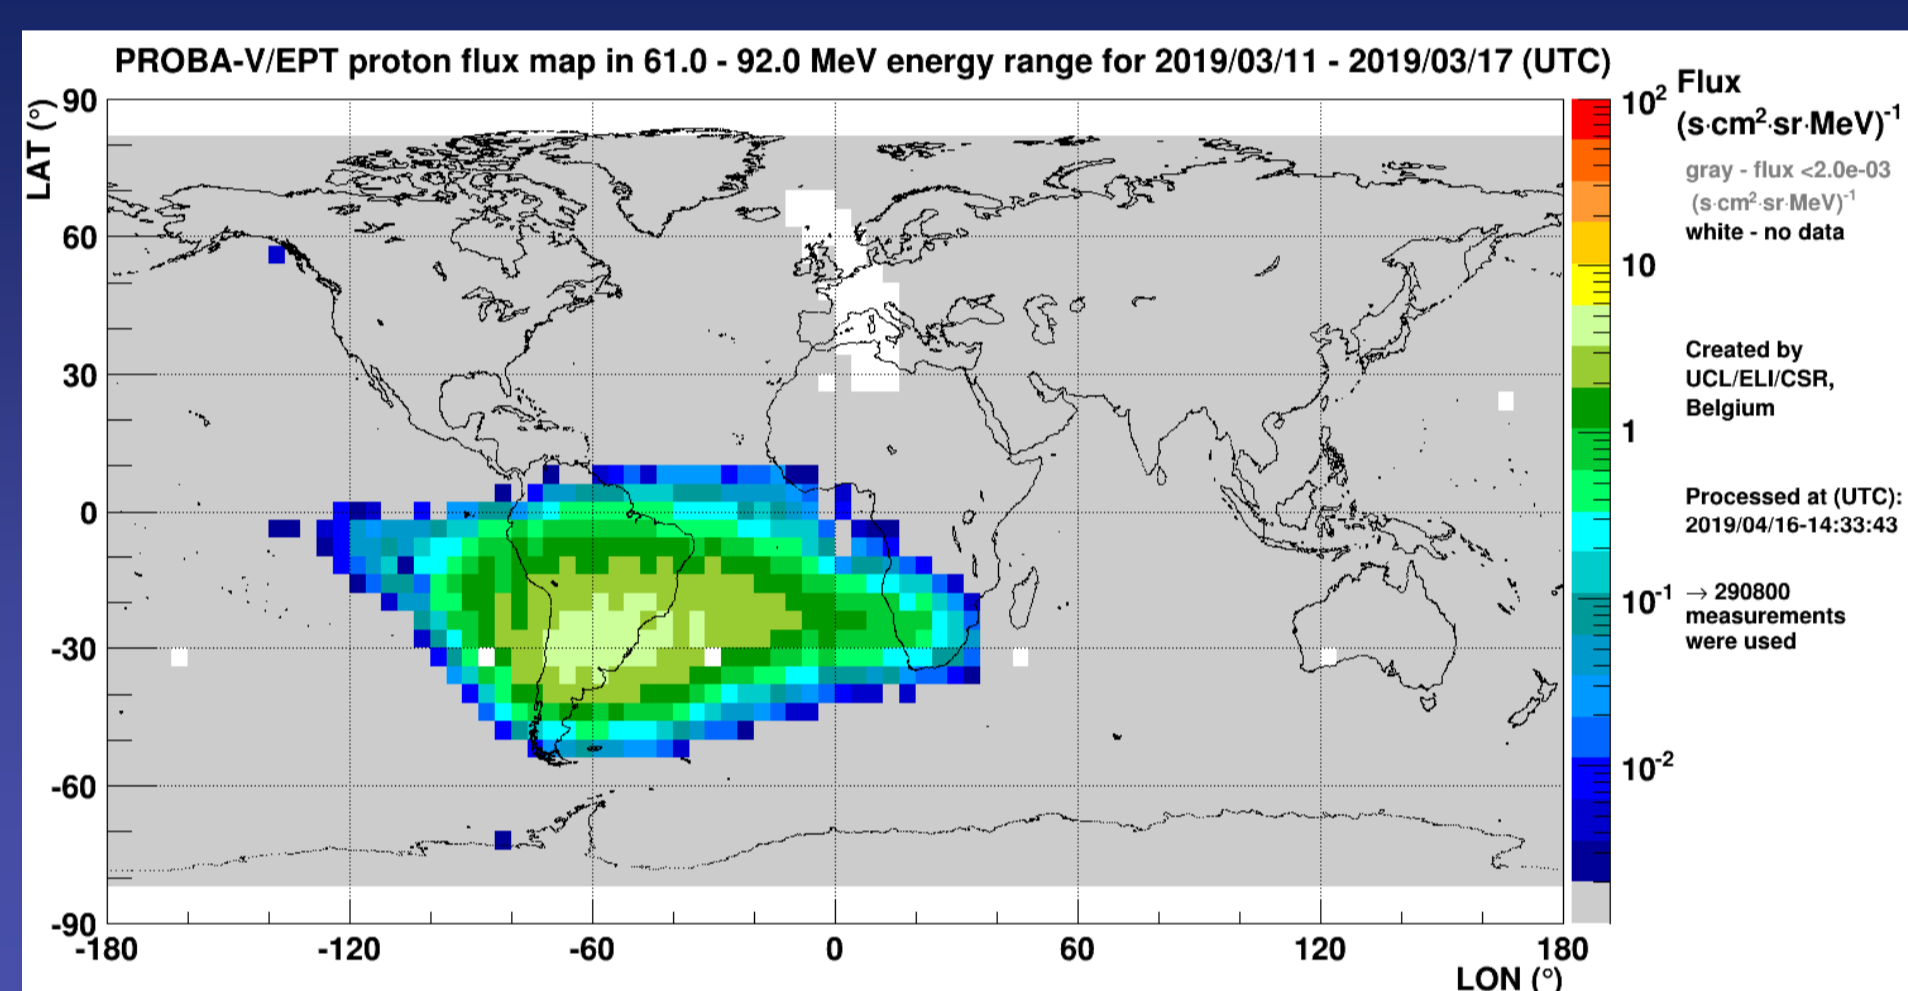 PROBA-V/EPT proton flux map in 61.0 - 92.0 MeV energy range for 2019/03/11 - 2019/03/17 (UTC)
Flux
(s·cm²·sr·MeV)⁻¹
gray - flux <2.0e-03
(s·cm²·sr·MeV)⁻¹
white - no data
Created by
UCL/ELI/CSR,
Belgium
Processed at (UTC):
2019/04/16-14:33:43
→ 290800
measurements
were used
LAT (°)
90
60
30
0
-30
-60
-90
-180
-120
-60
0
60
120
180
LON (°)
10²
10
1
10⁻¹
10⁻²